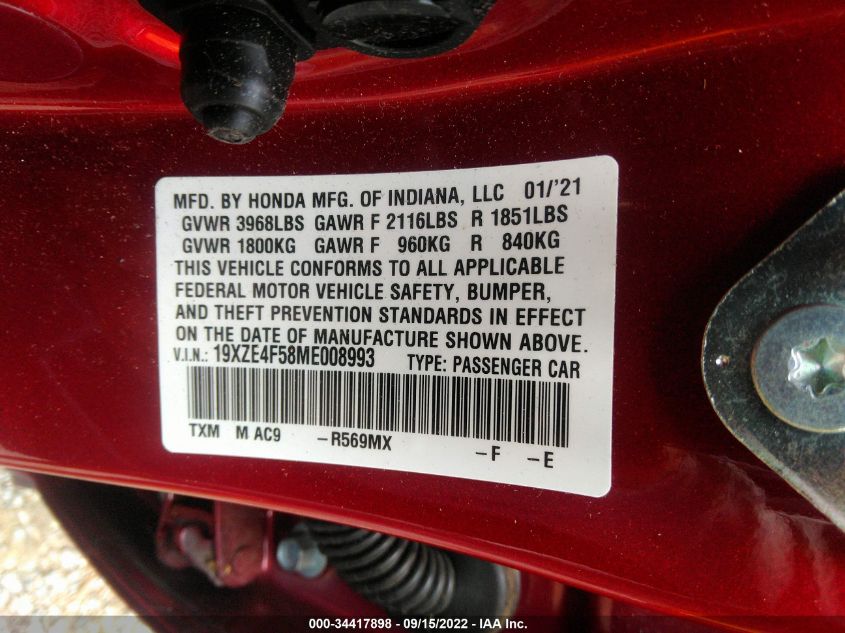 MFD. BY HONDA MFG. OF INDIANA, LLC 01/'21
GVWR 3968LBS GAWR F 2116LBS R 1851LBS
GVWR 1800KG GAWR F 960KG R 840KG
THIS VEHICLE CONFORMS TO ALL APPLICABLE
FEDERAL MOTOR VEHICLE SAFETY, BUMPER,
AND THEFT PREVENTION STANDARDS IN EFFECT
ON THE DATE OF MANUFACTURE SHOWN ABOVE.
V.I.N.: 19XZE4F58ME008993 TYPE: PASSENGER CAR
TXM M AC9 -R569MX -F -E
000-34417898 - 09/15/2022 - IAA Inc.